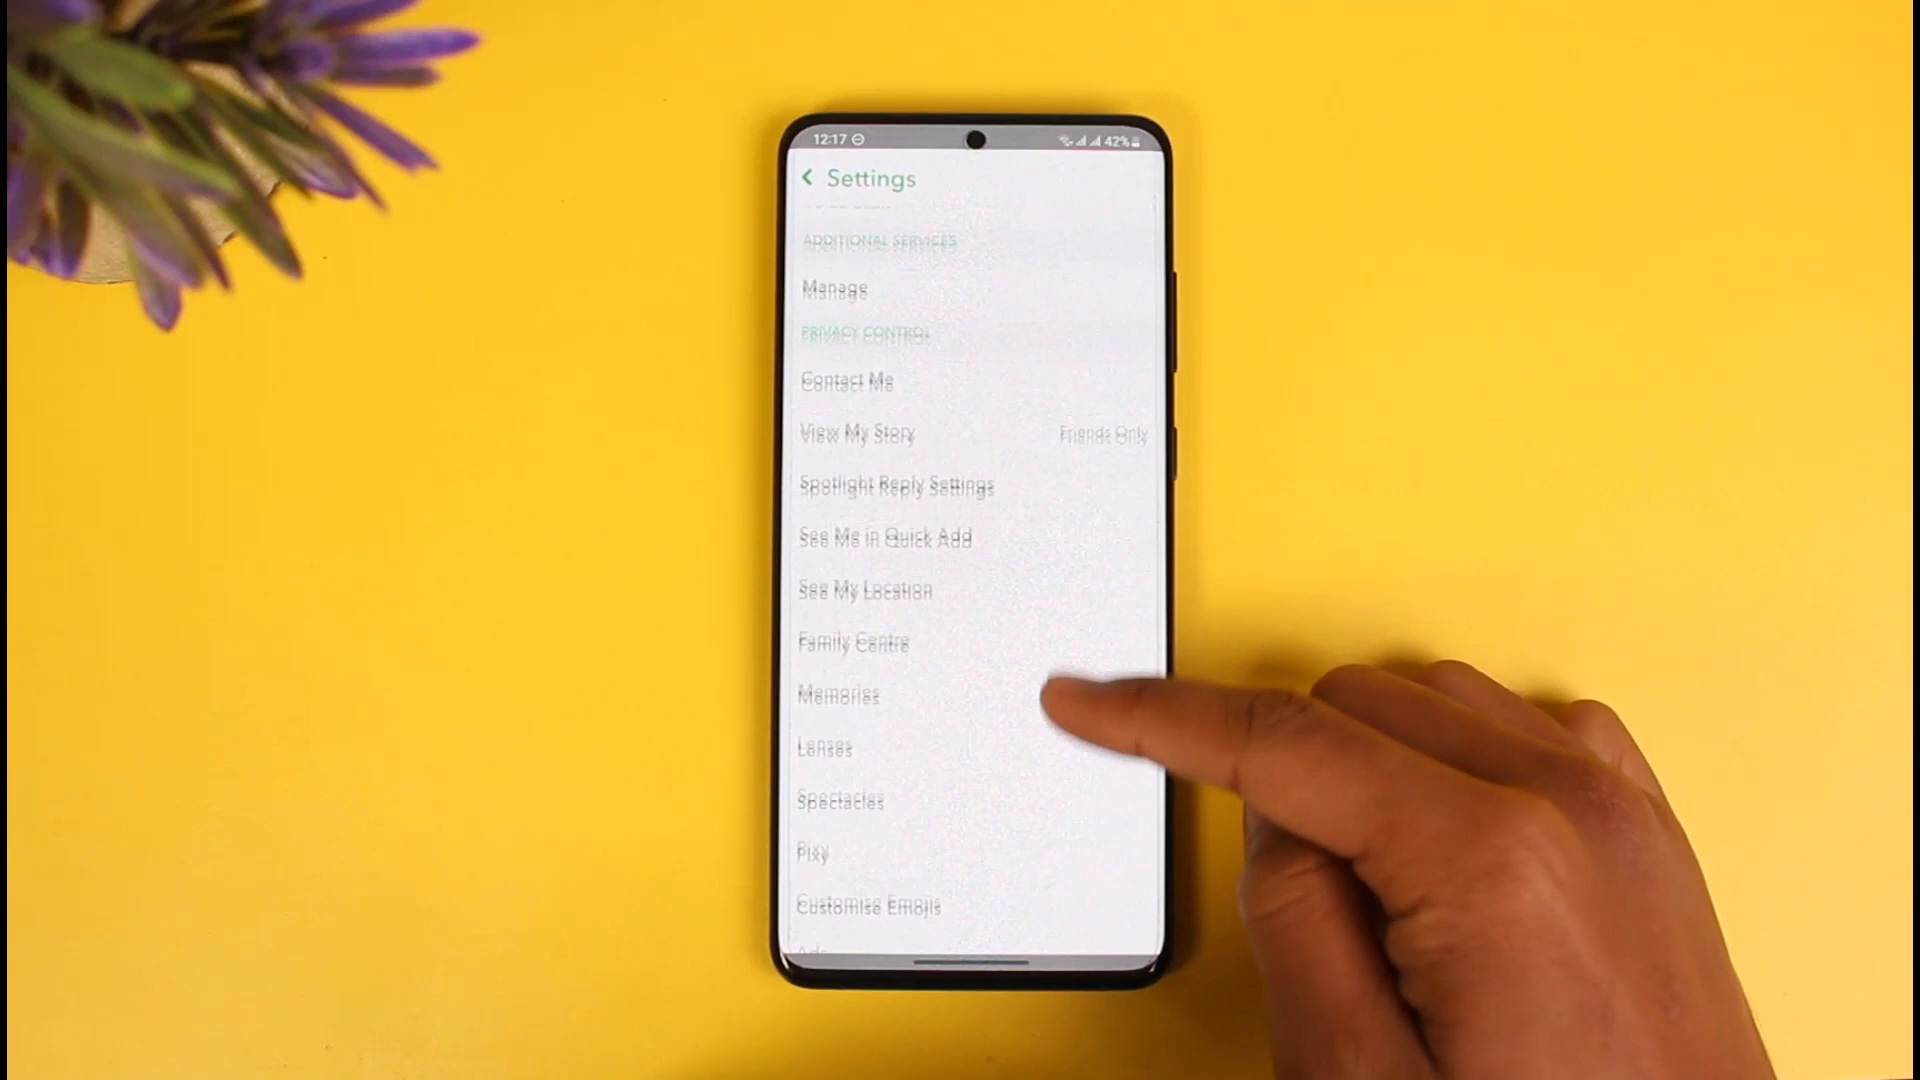 12:17 42%
Settings
ADDITIONAL SERVICES
Manage
PRIVACY CONTROL
Contact Me
View My Story Friends Only
Spotlight Reply Settings
See Me in Quick Add
See My Location
Family Centre
Memories
Lenses
Spectacles
Pixy
Customise Emojis
Ads